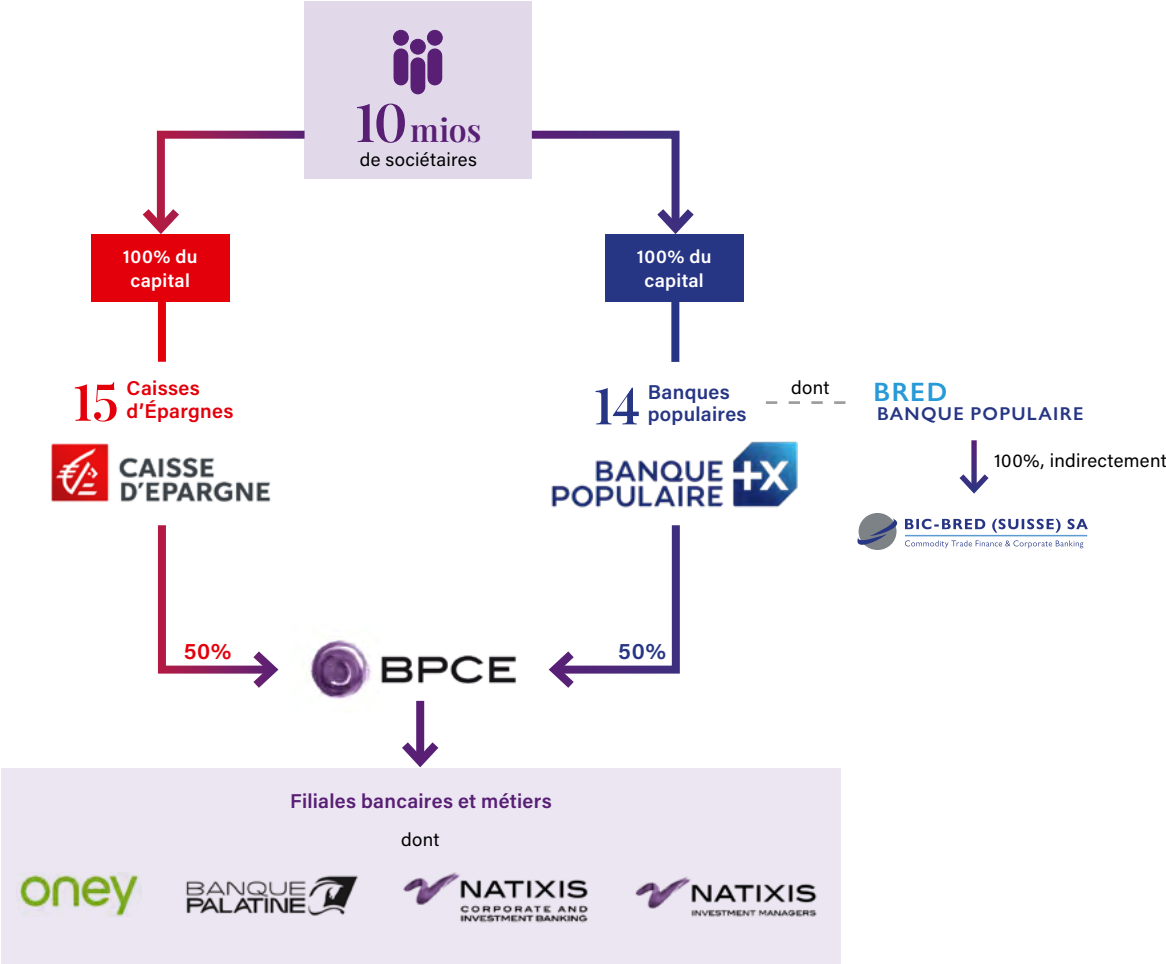 10 mios
de sociétaires
100% du
capital
100% du
capital
15 Caisses
d'Épargnes
CAISSE
D'EPARGNE
14 Banques
populaires
BANQUE
POPULAIRE +X
dont
BRED
BANQUE POPULAIRE
100%, indirectement
BIC-BRED (SUISSE) SA
Commodity Trade Finance & Corporate Banking
50%
BPCE
50%
Filiales bancaires et métiers
dont
oney
BANQUE
PALATINE
NATIXIS
CORPORATE AND
INVESTMENT BANKING
NATIXIS
INVESTMENT MANAGERS